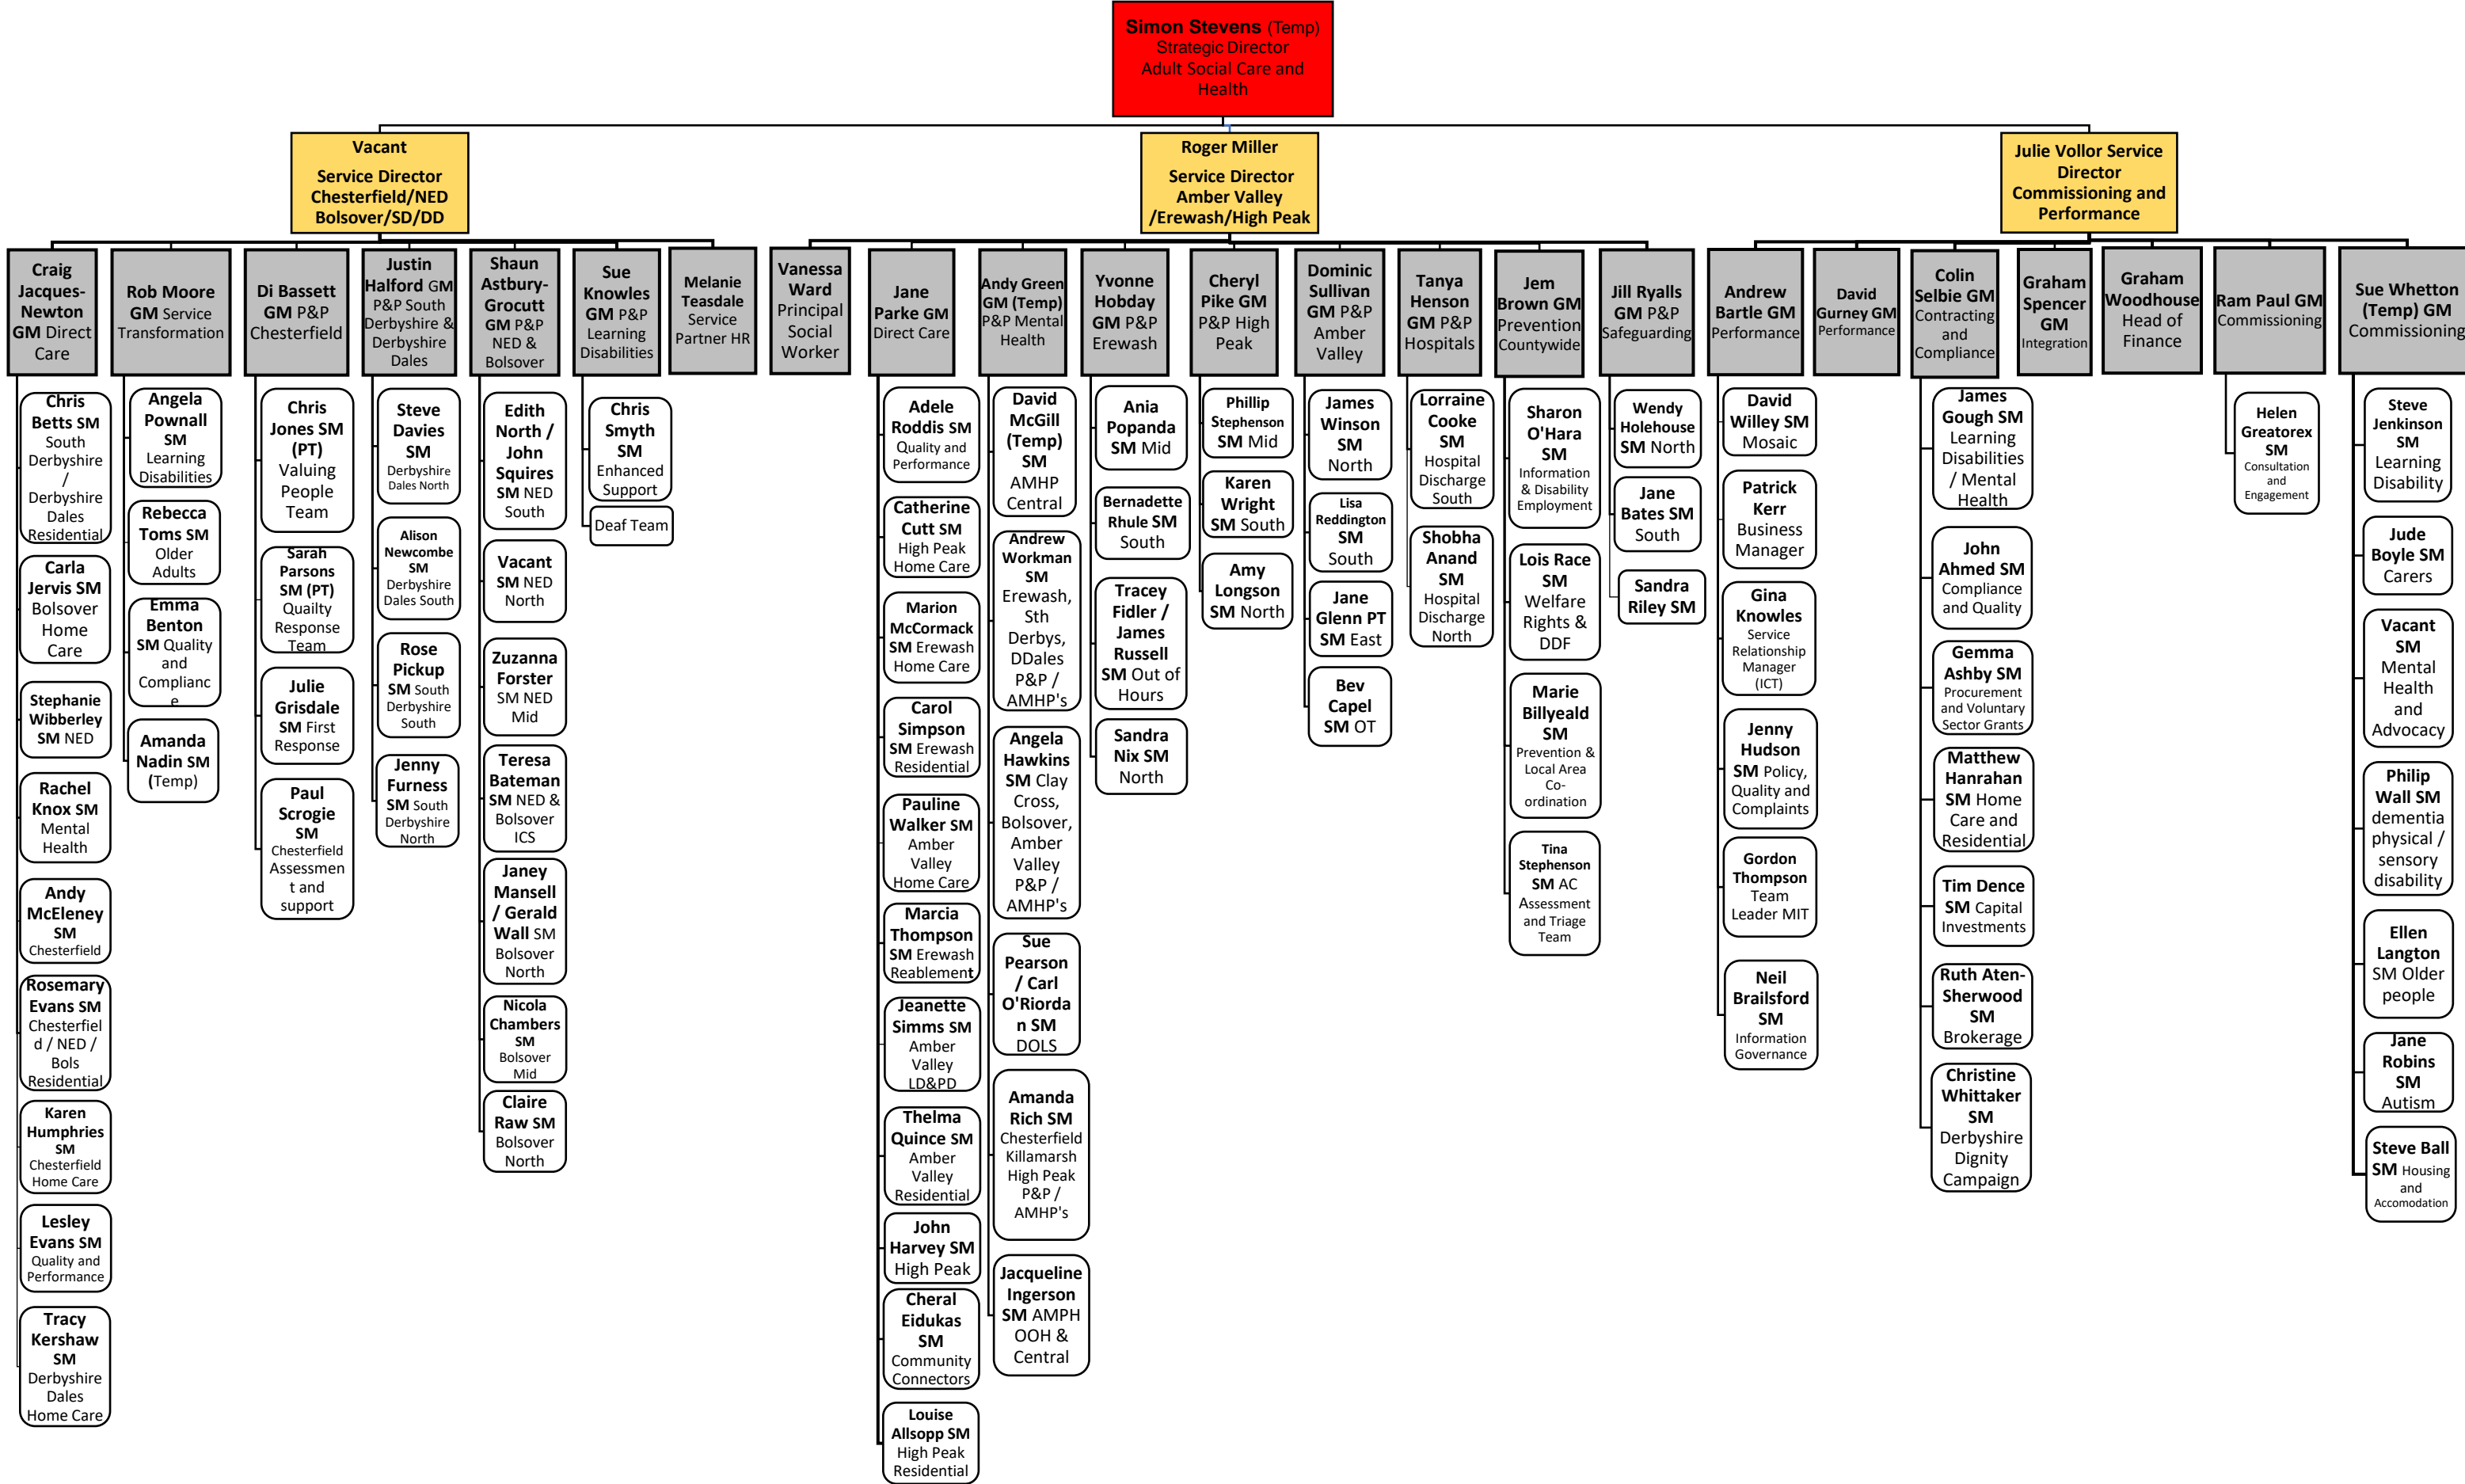 Simon Stevens (Temp)
Strategic Director
Adult Social Care and
Health
Vacant
Service Director
Chesterfield/NED
Bolsover/SD/DD
Roger Miller
Service Director
Amber Valley
/Erewash/High Peak
Julie Vollor Service
Director
Commissioning and
Performance
Craig
Jacques-
Newton
GM Direct
Care
Rob Moore
GM Service
Transformation
Di Bassett
GM P&P
Chesterfield
Justin
Halford GM
P&P South
Derbyshire &
Derbyshire
Dales
Shaun
Astbury-
Grocutt
GM P&P
NED &
Bolsover
Sue
Knowles
GM P&P
Learning
Disabilities
Melanie
Teasdale
Service
Partner HR
Vanessa
Ward
Principal
Social
Worker
Jane
Parke GM
Direct Care
Andy Green
GM (Temp)
P&P Mental
Health
Yvonne
Hobday
GM P&P
Erewash
Cheryl
Pike GM
P&P High
Peak
Dominic
Sullivan
GM P&P
Amber
Valley
Tanya
Henson
GM P&P
Hospitals
Jem
Brown GM
Prevention
Countywide
Jill Ryalls
GM P&P
Safeguarding
Andrew
Bartle GM
Performance
David
Gurney GM
Performance
Colin
Selbie GM
Contracting
and
Compliance
Graham
Spencer
GM
Integration
Graham
Woodhouse
Head of
Finance
Ram Paul GM
Commissioning
Sue Whetton
(Temp) GM
Commissioning
Chris
Betts SM
South
Derbyshire
/
Derbyshire
Dales
Residential
Carla
Jervis SM
Bolsover
Home
Care
Stephanie
Wibberley
SM NED
Rachel
Knox SM
Mental
Health
Andy
McEleney
SM
Chesterfield
Rosemary
Evans SM
Chesterfiel
d / NED /
Bols
Residential
Karen
Humphries
SM
Chesterfield
Home Care
Lesley
Evans SM
Quality and
Performance
Tracy
Kershaw
SM
Derbyshire
Dales
Home Care
Angela
Pownall
SM
Learning
Disabilities
Rebecca
Toms SM
Older
Adults
Emma
Benton
SM Quality
and
Complianc
e
Amanda
Nadin SM
(Temp)
Chris
Jones SM
(PT)
Valuing
People
Team
Sarah
Parsons
SM (PT)
Quailty
Response
Team
Julie
Grisdale
SM First
Response
Paul
Scrogie
SM
Chesterfield
Assessmen
t and
support
Steve
Davies
SM
Derbyshire
Dales North
Alison
Newcombe
SM
Derbyshire
Dales South
Rose
Pickup
SM South
Derbyshire
South
Jenny
Furness
SM South
Derbyshire
North
Edith
North /
John
Squires
SM NED
South
Vacant
SM NED
North
Zuzanna
Forster
SM NED
Mid
Teresa
Bateman
SM NED &
Bolsover
ICS
Janey
Mansell
/ Gerald
Wall SM
Bolsover
North
Nicola
Chambers
SM
Bolsover
Mid
Claire
Raw SM
Bolsover
North
Chris
Smyth
SM
Enhanced
Support
Deaf Team
Adele
Roddis SM
Quality and
Performance
Catherine
Cutt SM
High Peak
Home Care
Marion
McCormack
SM Erewash
Home Care
Carol
Simpson
SM Erewash
Residential
Pauline
Walker SM
Amber
Valley
Home Care
Marcia
Thompson
SM Erewash
Reablement
Jeanette
Simms SM
Amber
Valley
LD&PD
Thelma
Quince SM
Amber
Valley
Residential
John
Harvey SM
High Peak
Cheral
Eidukas
SM
Community
Connectors
Louise
Allsopp SM
High Peak
Residential
David
McGill
(Temp)
SM
AMHP
Central
Andrew
Workman
SM
Erewash,
Sth
Derbys,
DDales
P&P /
AMHP's
Angela
Hawkins
SM Clay
Cross,
Bolsover,
Amber
Valley
P&P /
AMHP's
Sue
Pearson
/ Carl
O'Riorda
n SM
DOLS
Amanda
Rich SM
Chesterfield
Killamarsh
High Peak
P&P /
AMHP's
Jacqueline
Ingerson
SM AMPH
OOH &
Central
Ania
Popanda
SM Mid
Bernadette
Rhule SM
South
Tracey
Fidler /
James
Russell
SM Out of
Hours
Sandra
Nix SM
North
Phillip
Stephenson
SM Mid
Karen
Wright
SM South
Amy
Longson
SM North
James
Winson
SM
North
Lisa
Reddington
SM
South
Jane
Glenn PT
SM East
Bev
Capel
SM OT
Lorraine
Cooke
SM
Hospital
Discharge
South
Shobha
Anand
SM
Hospital
Discharge
North
Sharon
O'Hara
SM
Information
& Disability
Employment
Lois Race
SM
Welfare
Rights &
DDF
Marie
Billyeald
SM
Prevention &
Local Area
Co-
ordination
Tina
Stephenson
SM AC
Assessment
and Triage
Team
Wendy
Holehouse
SM North
Jane
Bates SM
South
Sandra
Riley SM
David
Willey SM
Mosaic
Patrick
Kerr
Business
Manager
Gina
Knowles
Service
Relationship
Manager
(ICT)
Jenny
Hudson
SM Policy,
Quality and
Complaints
Gordon
Thompson
Team
Leader MIT
Neil
Brailsford
SM
Information
Governance
James
Gough SM
Learning
Disabilities
/ Mental
Health
John
Ahmed SM
Compliance
and Quality
Gemma
Ashby SM
Procurement
and Voluntary
Sector Grants
Matthew
Hanrahan
SM Home
Care and
Residential
Tim Dence
SM Capital
Investments
Ruth Aten-
Sherwood
SM
Brokerage
Christine
Whittaker
SM
Derbyshire
Dignity
Campaign
Helen
Greatorex
SM
Consultation
and
Engagement
Steve
Jenkinson
SM
Learning
Disability
Jude
Boyle SM
Carers
Vacant
SM
Mental
Health
and
Advocacy
Philip
Wall SM
dementia
physical /
sensory
disability
Ellen
Langton
SM Older
people
Jane
Robins
SM
Autism
Steve Ball
SM Housing
and
Accomodation